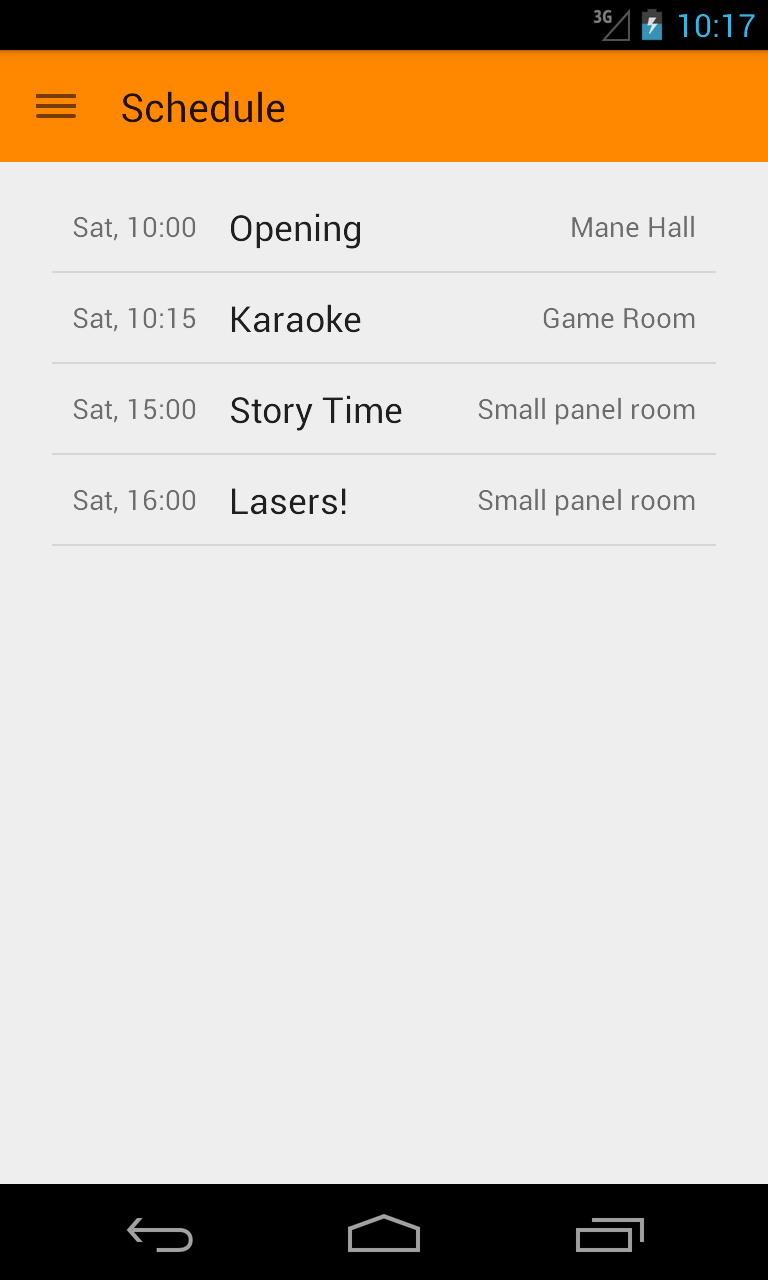 3G 10:17
Schedule
Sat, 10:00 Opening Mane Hall
Sat, 10:15 Karaoke Game Room
Sat, 15:00 Story Time Small panel room
Sat, 16:00 Lasers! Small panel room